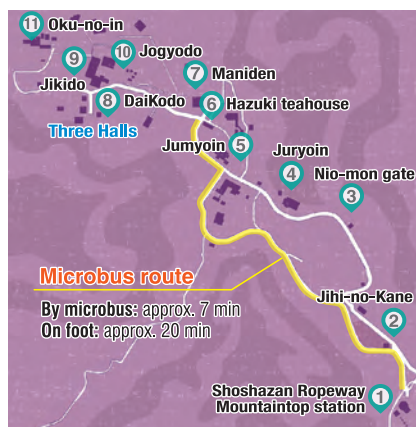 11 Oku-no-in
10 Jogyodo
9
Jikido
7 Maniden
8 DaiKodo
6 Hazuki teahouse
Three Halls
Jumyoin 5
Juryoin
4
Nio-mon gate
3
Microbus route
By microbus: approx. 7 min
On foot: approx. 20 min
Jihi-no-Kane
2
1
Shoshazan Ropeway
Mountaintop station